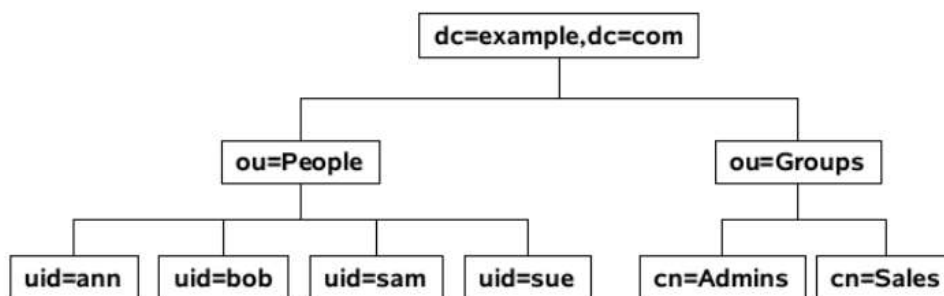 dc=example,dc=com
ou=People
ou=Groups
uid=ann
uid=bob
uid=sam
uid=sue
cn=Admins
cn=Sales